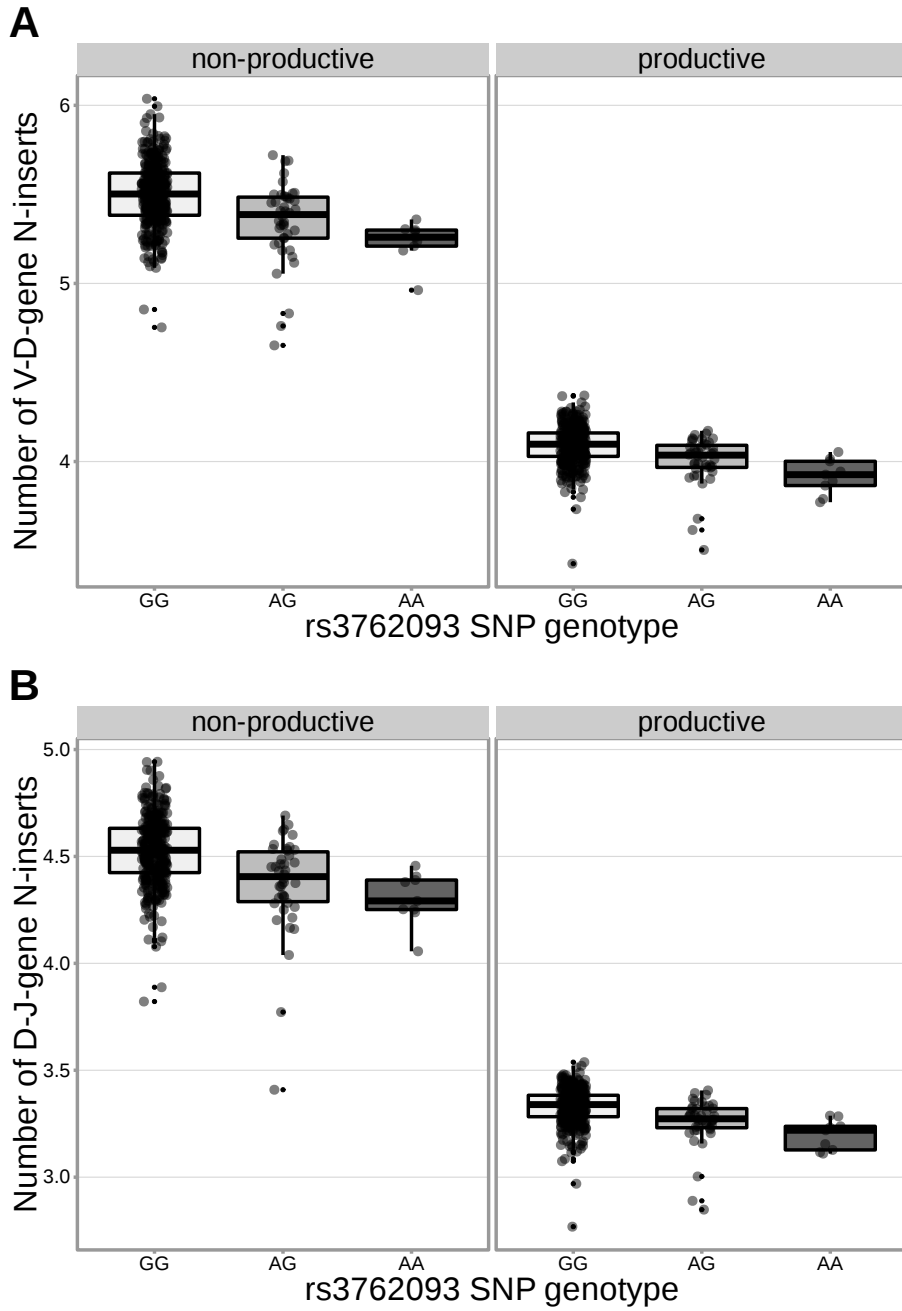 A
non-productive productive
Number of V-D-gene N-inserts
6
5
4
GG AG AA GG AG AA
rs3762093 SNP genotype
B
non-productive productive
Number of D-J-gene N-inserts
5.0
4.5
4.0
3.5
3.0
GG AG AA GG AG AA
rs3762093 SNP genotype